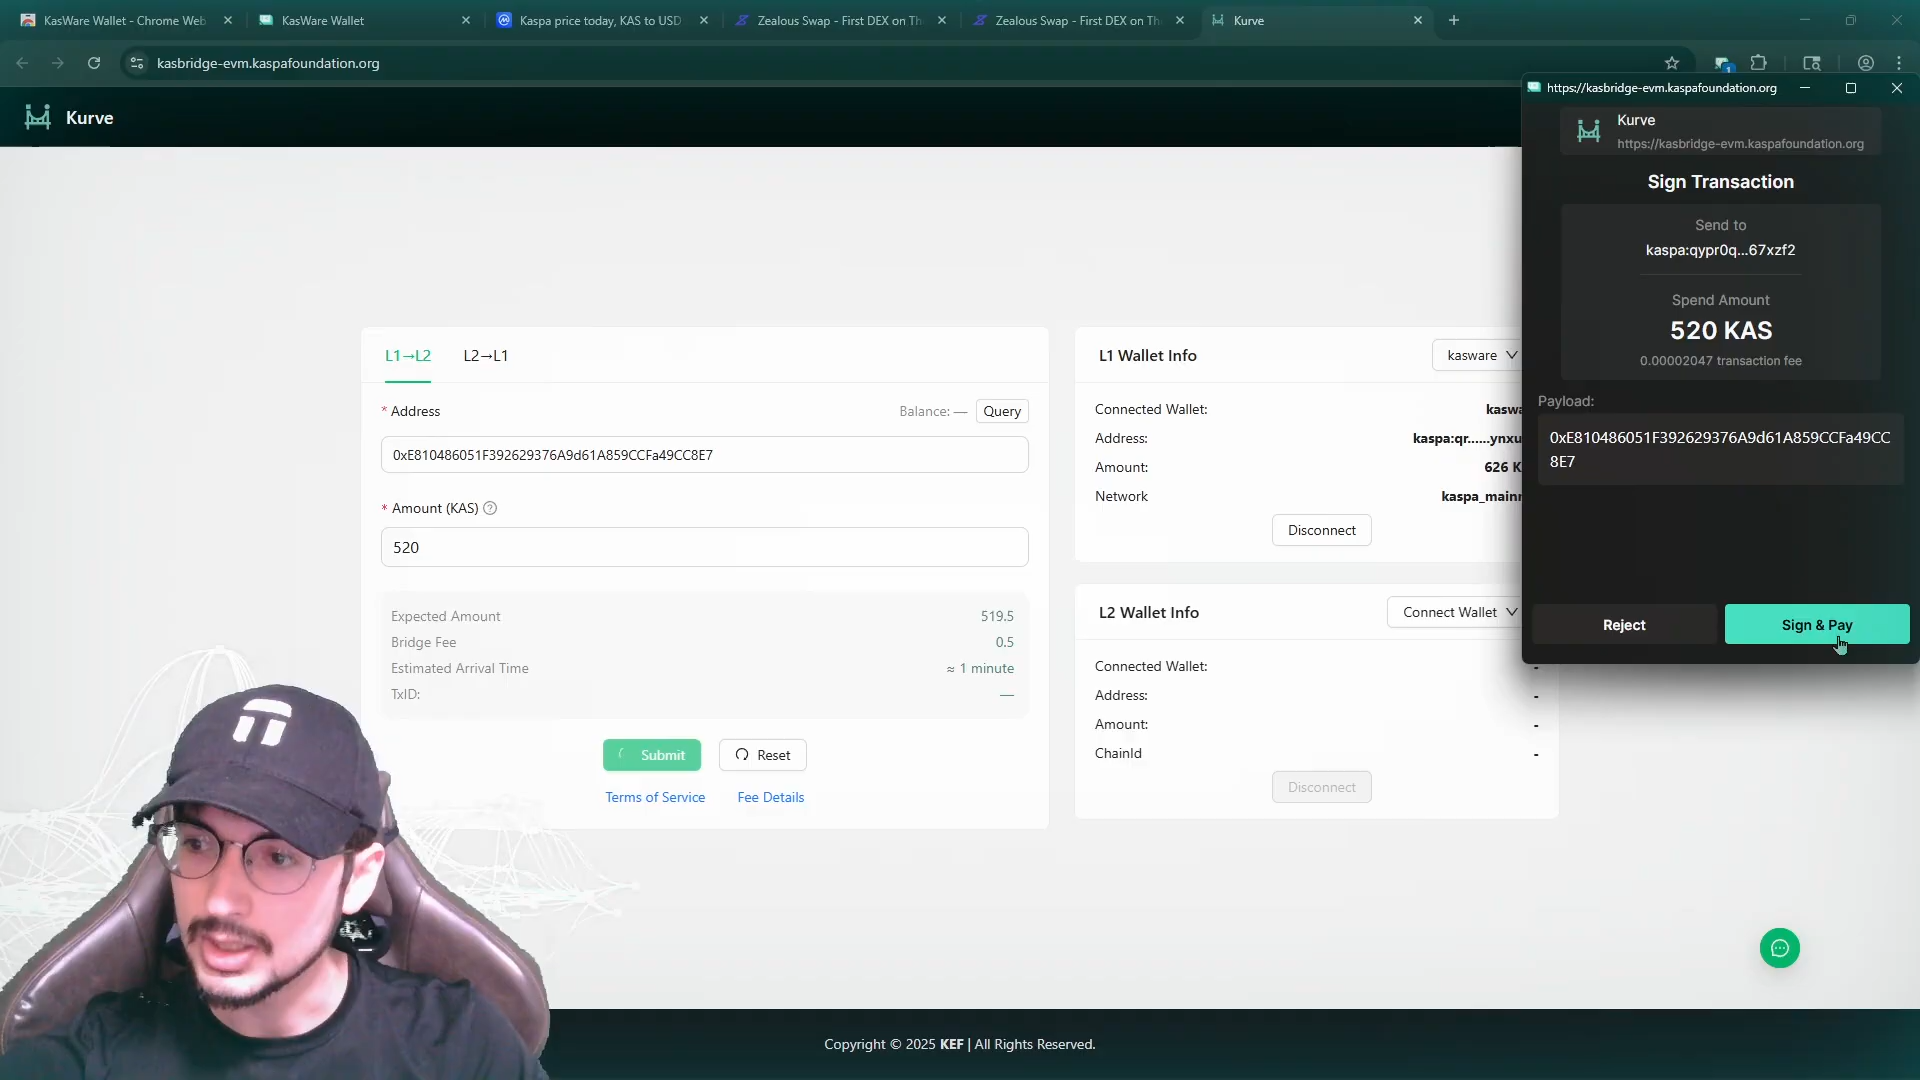 KasWare Wallet - Chrome Web
KasWare Wallet
Kaspa price today, KAS to USD
Zealous Swap - First DEX on Th
Zealous Swap - First DEX on Th
Kurve
kasbridge-evm.kaspafoundation.org
1
Kurve
https://kasbridge-evm.kaspafoundation.org
Kurve
https://kasbridge-evm.kaspafoundation.org
Sign Transaction
Send to
kaspa:qypr0q...67xzf2
Spend Amount
520 KAS
0.00002047 transaction fee
Payload:
0xE810486051F392629376A9d61A859CCFa49CC
8E7
Reject
Sign & Pay
L1→L2
L2→L1
* Address
Balance: —
Query
0xE810486051F392629376A9d61A859CCFa49CC8E7
* Amount (KAS)
520
Expected Amount
519.5
Bridge Fee
0.5
Estimated Arrival Time
≈ 1 minute
TxID:
—
Submit
Reset
Terms of Service
Fee Details
L1 Wallet Info
kasware
Connected Wallet:
kaswa
Address:
kaspa:qr......ynxu
Amount:
626 K
Network
kaspa_mainn
Disconnect
L2 Wallet Info
Connect Wallet
Connected Wallet:
-
Address:
-
Amount:
-
ChainId
-
Disconnect
Copyright © 2025 KEF | All Rights Reserved.